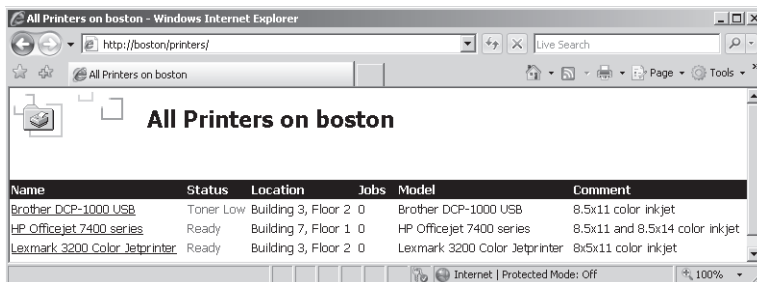 All Printers on boston - Windows Internet Explorer
http://boston/printers/
Live Search
All Printers on boston
Page
Tools
All Printers on boston
Name Status Location Jobs Model Comment
Brother DCP-1000 USB Toner Low Building 3, Floor 2 0 Brother DCP-1000 USB 8.5x11 color inkjet
HP Officejet 7400 series Ready Building 7, Floor 1 0 HP Officejet 7400 series 8.5x11 and 8.5x14 color inkjet
Lexmark 3200 Color Jetprinter Ready Building 3, Floor 2 0 Lexmark 3200 Color Jetprinter 8x5x11 color inkjet
Internet | Protected Mode: Off 100%